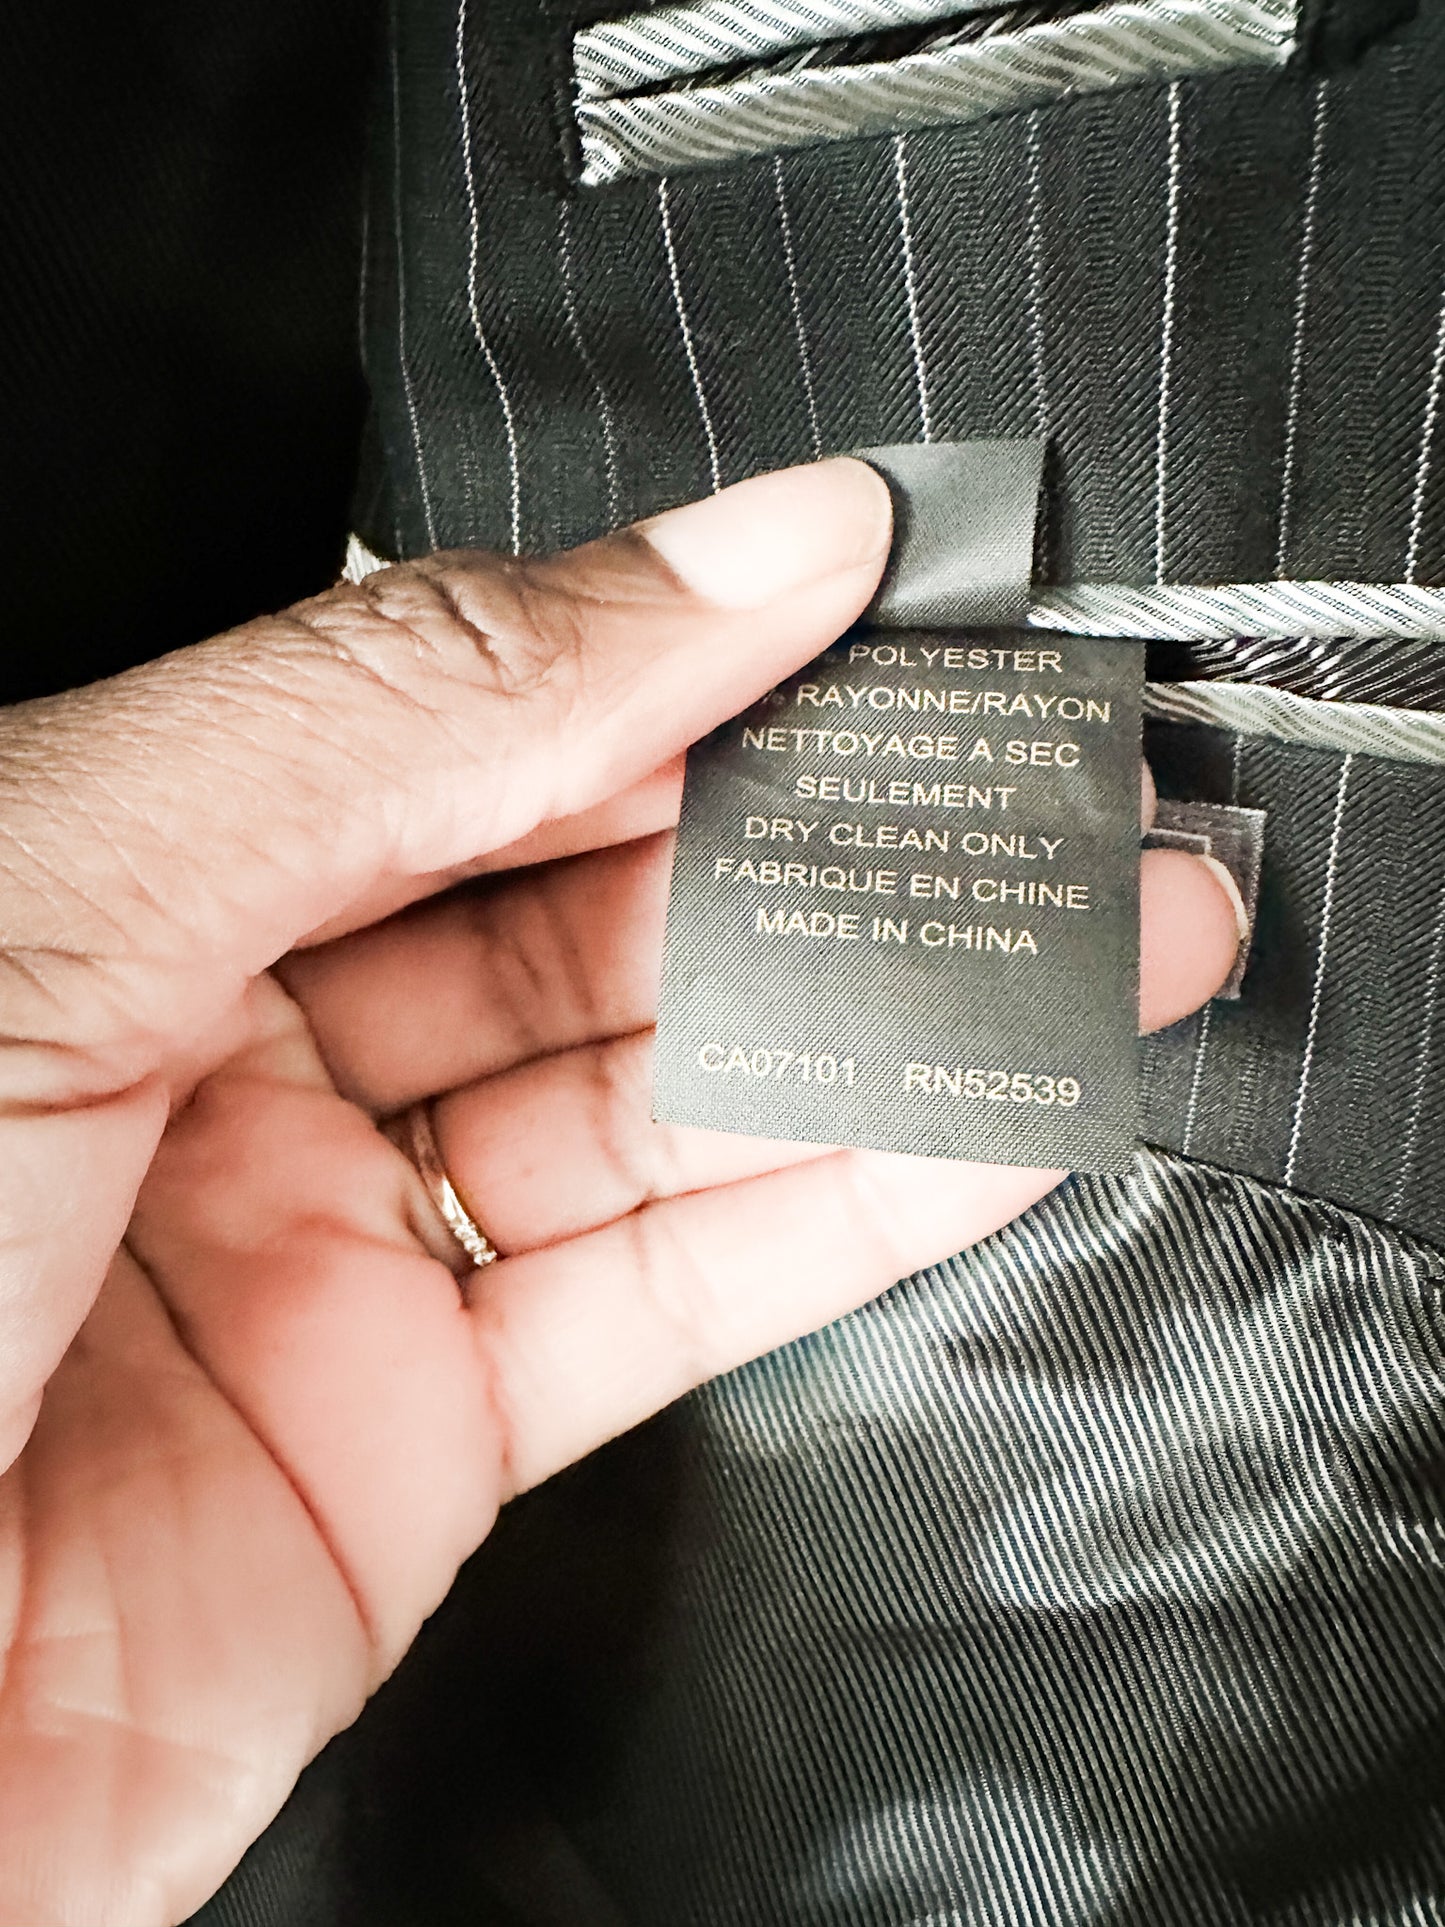 % POLYESTER
% RAYONNE/RAYON
NETTOYAGE A SEC
SEULEMENT
DRY CLEAN ONLY
FABRIQUE EN CHINE
MADE IN CHINA
CA07101 RN52539